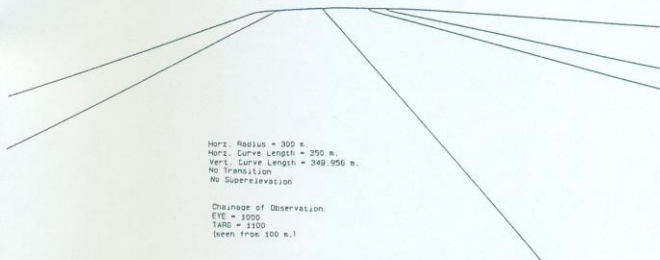 Horz. Radius = 300 m.
Horz. Curve Length = 350 m.
Vert. Curve Length = 349.956 m.
No Transition
No Superelevation
Chainage of Observation.
EYE = 1000
TARG = 1100
(seen from 100 m.)